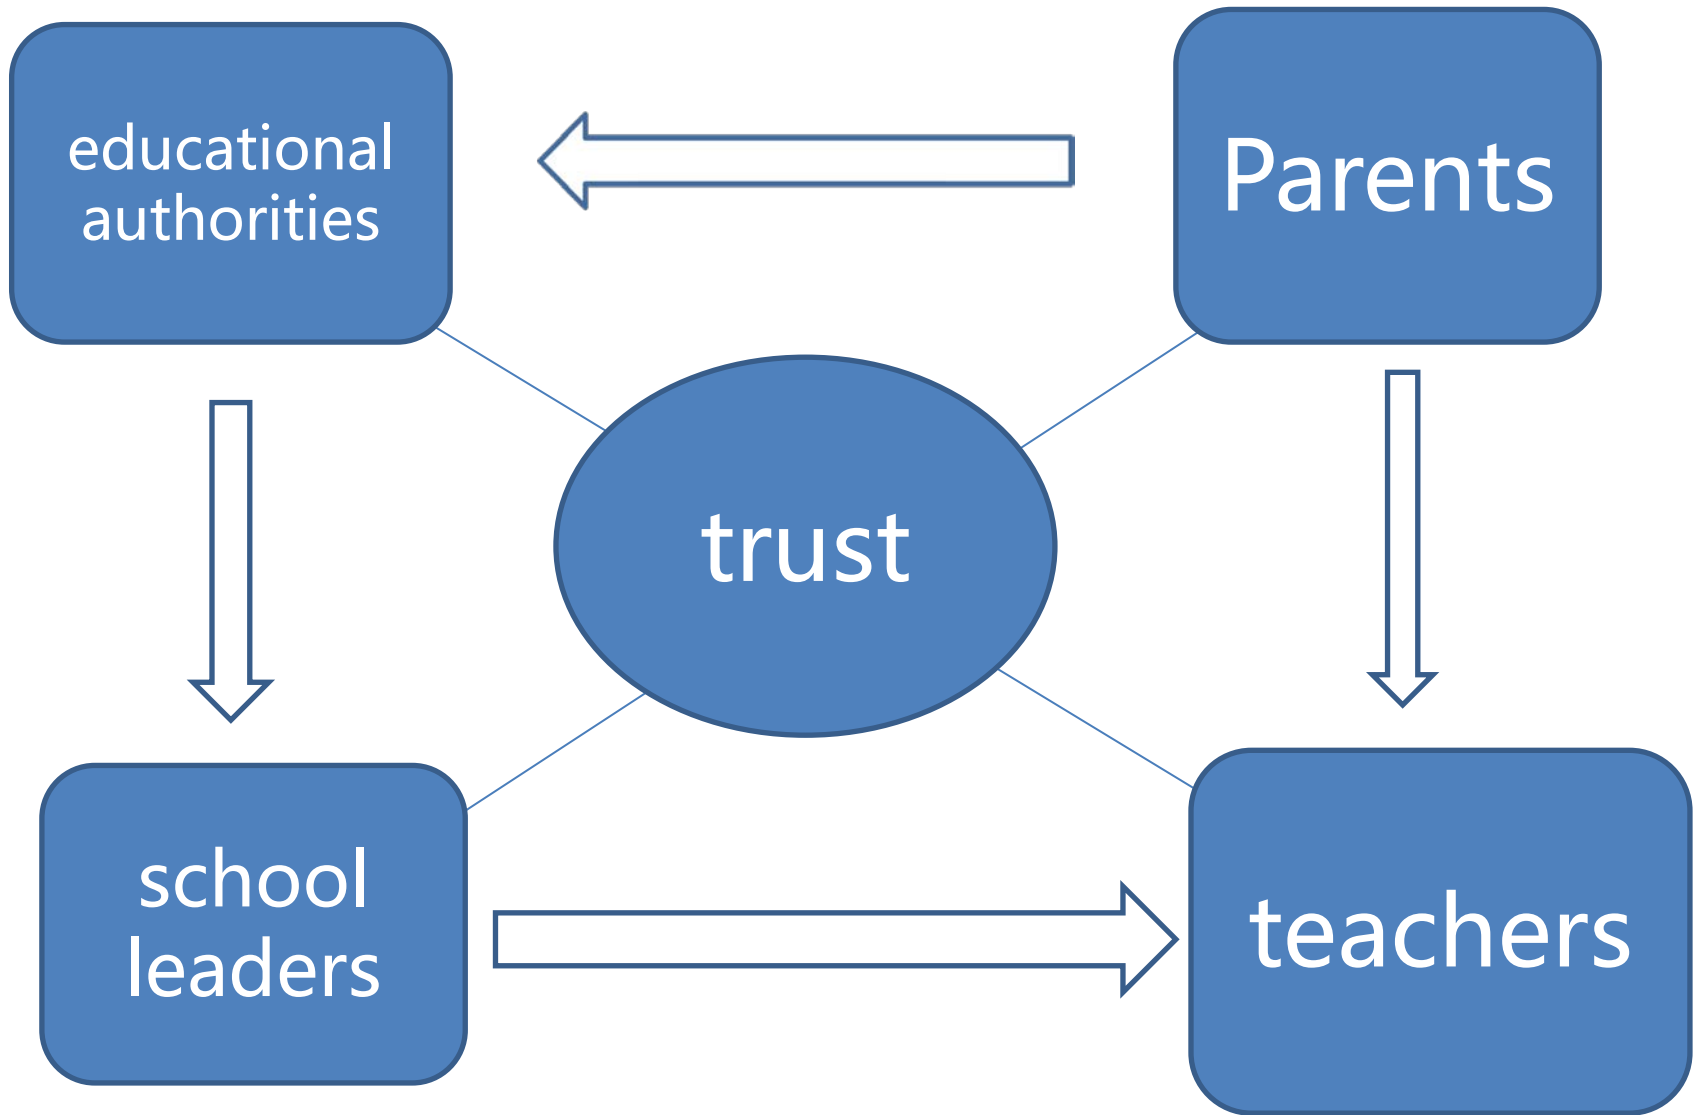 educational
authorities
Parents
trust
school
leaders
teachers